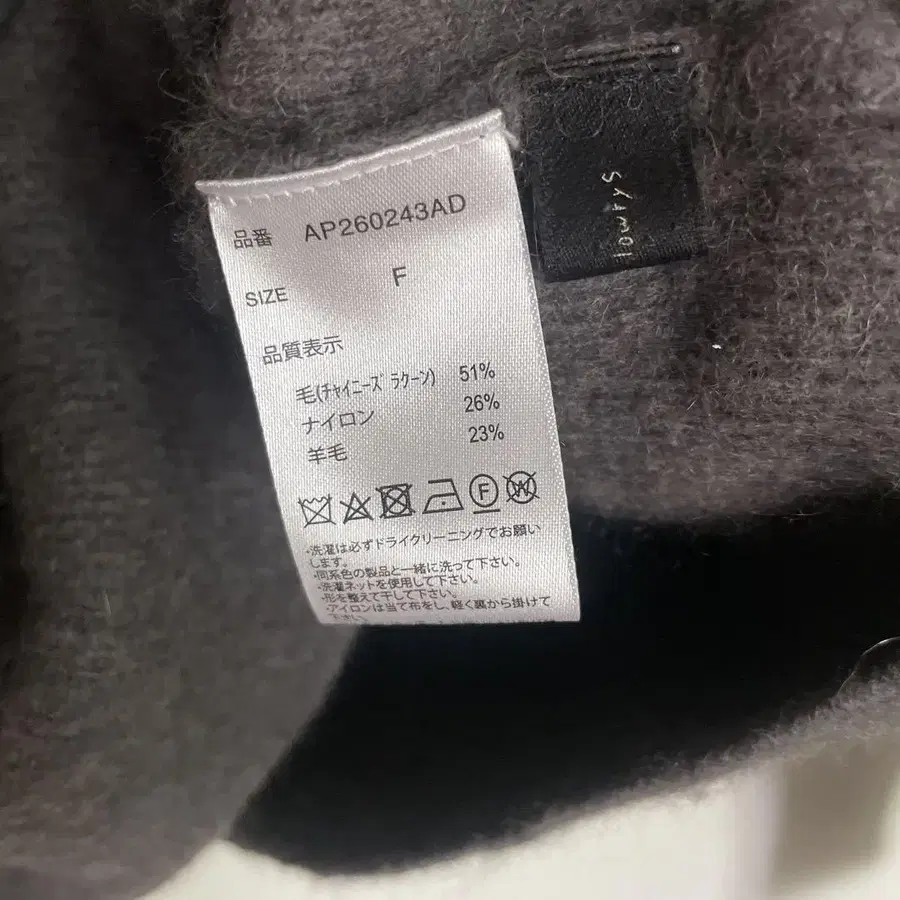 品番 AP260243AD
SIZE F
品質表示
毛(ﾁｬｲﾆｰｽﾞ ﾗｸｰﾝ) 51%
ナイロン 26%
羊毛 23%
F W
・洗濯は必ずドライクリーニングでお願い
します。
・同系色の製品と一緒に洗って下さい。
・洗濯ネットを使用して下さい。
・形を整えて干して下さい。
・アイロンは当て布をし、軽く裏から掛けて
下さい。
lowrys